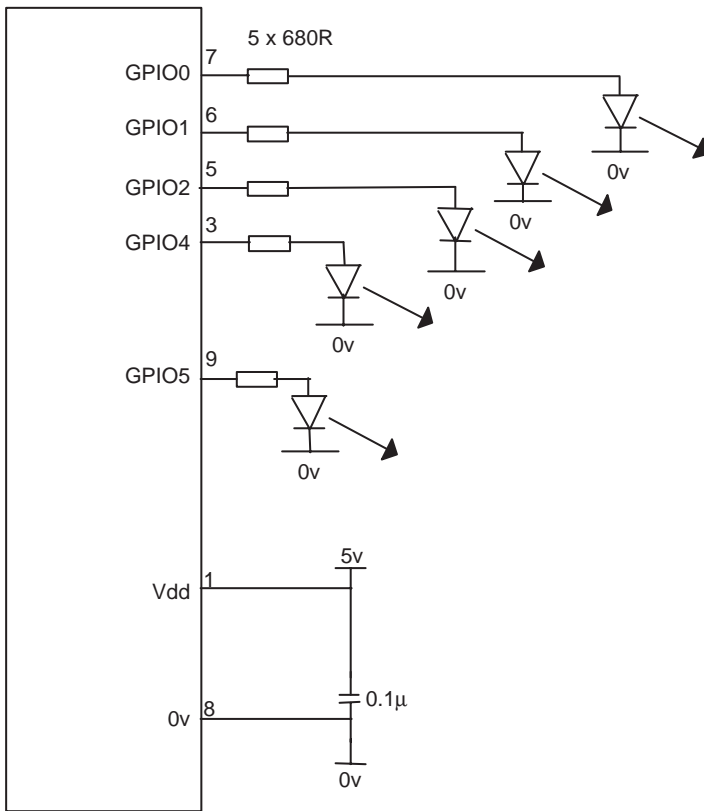 5 x 680R
GPIO0 7
0v
GPIO1 6
0v
GPIO2 5
0v
GPIO4 3
0v
GPIO5 9
0v
5v
Vdd 1
0.1µ
0v 8
0v